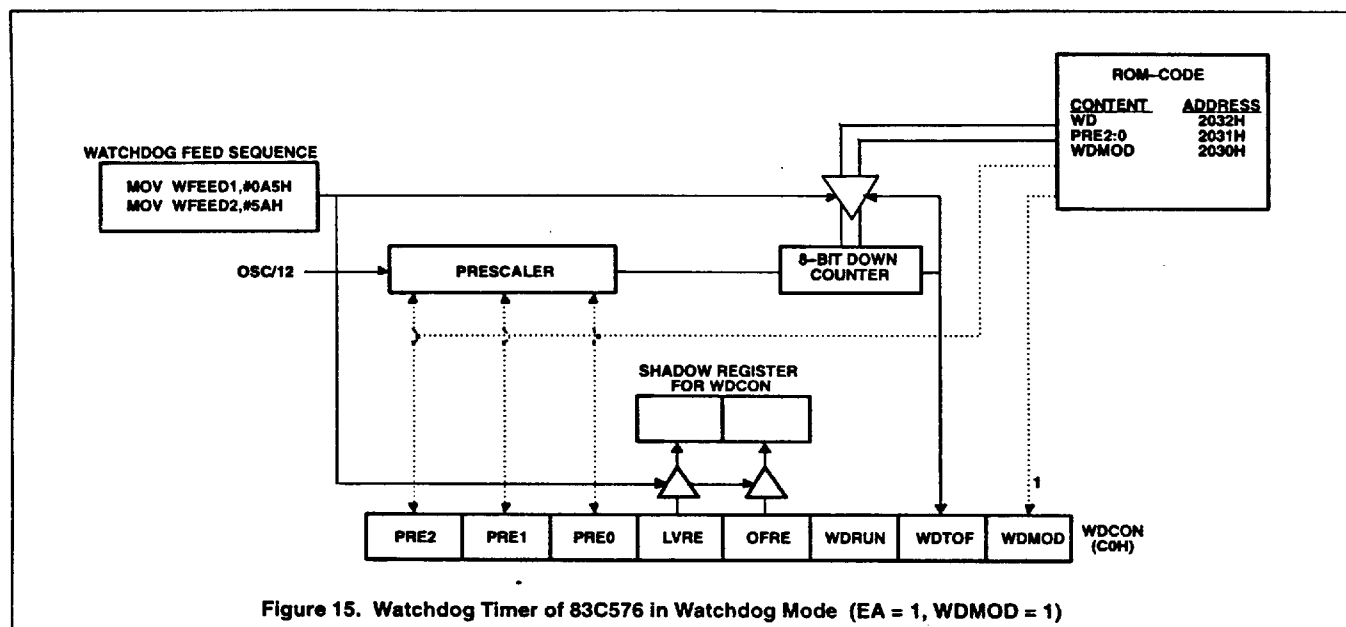 ROM–CODE
CONTENT ADDRESS
WD 2032H
PRE2:0 2031H
WDMOD 2030H
WATCHDOG FEED SEQUENCE
MOV WFEED1,#0A5H
MOV WFEED2,#5AH
OSC/12
PRESCALER
8–BIT DOWN
COUNTER
SHADOW REGISTER
FOR WDCON
1
PRE2 PRE1 PRE0 LVRE OFRE WDRUN WDTOF WDMOD
WDCON
(C0H)
Figure 15. Watchdog Timer of 83C576 in Watchdog Mode (EA = 1, WDMOD = 1)